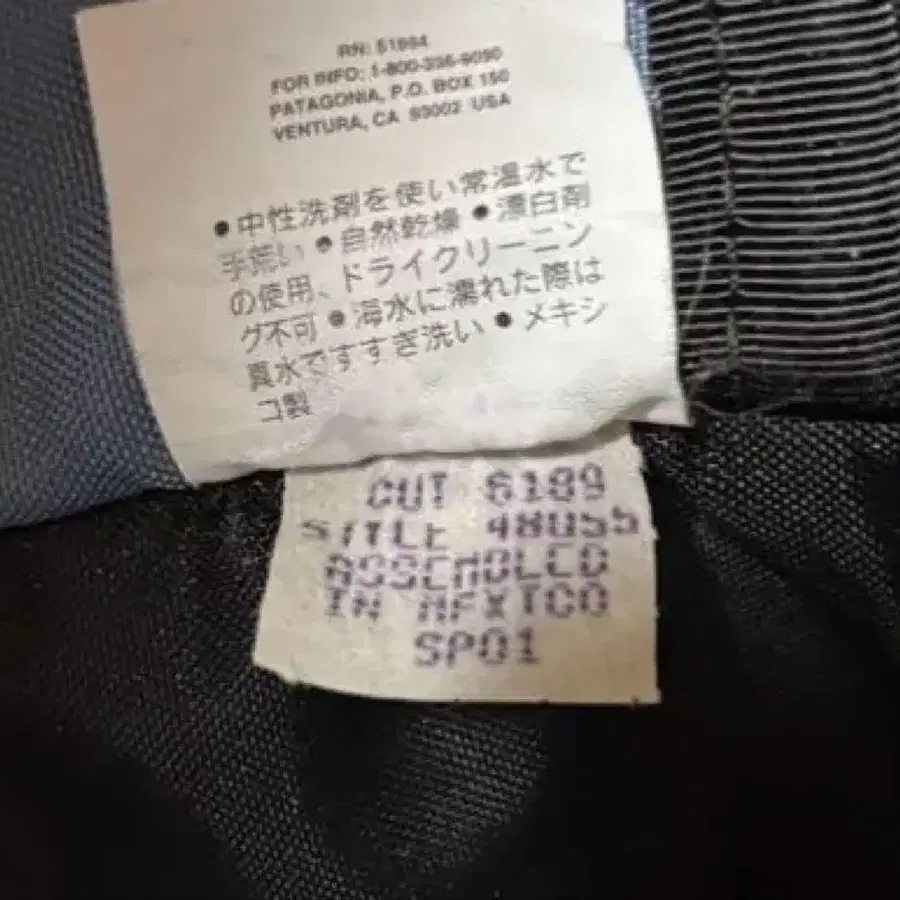 RN: 51884
FOR INFO: 1-800-336-9090
PATAGONIA, P.O. BOX 150
VENTURA, CA 93002 USA
●中性洗剤を使い常温水で
手荒い ●自然乾燥 ●漂白剤
の使用、ドライクリーニン
グ不可 ●海水に濡れた際は
真水ですすぎ洗い ●メキシ
コ製
CUT 6189
STYLE 48055
ASSEMBLED
IN MEXICO
SP01